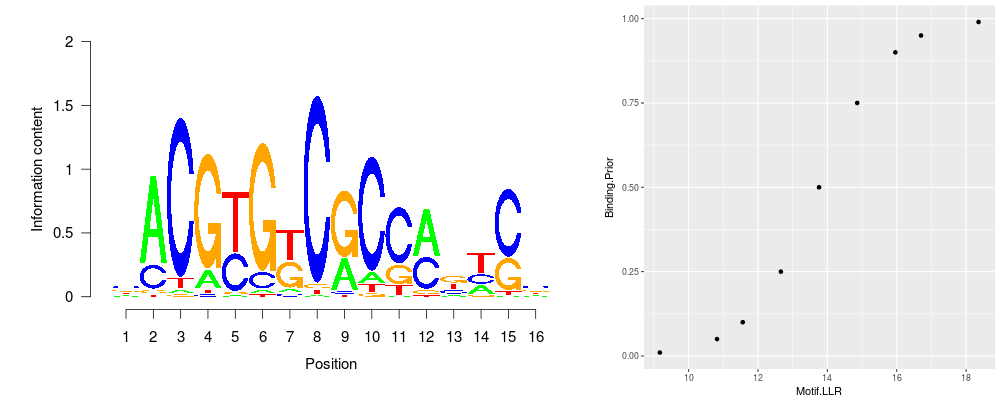 2
1.5
1
0.5
0
Information content
ACGTGTCGCCATC
CTACCGAAGCCG
1 2 3 4 5 6 7 8 9 10 11 12 13 14 15 16
Position
1.00
0.75
0.50
0.25
0.00
Binding.Prior
10 12 14 16 18
Motif.LLR